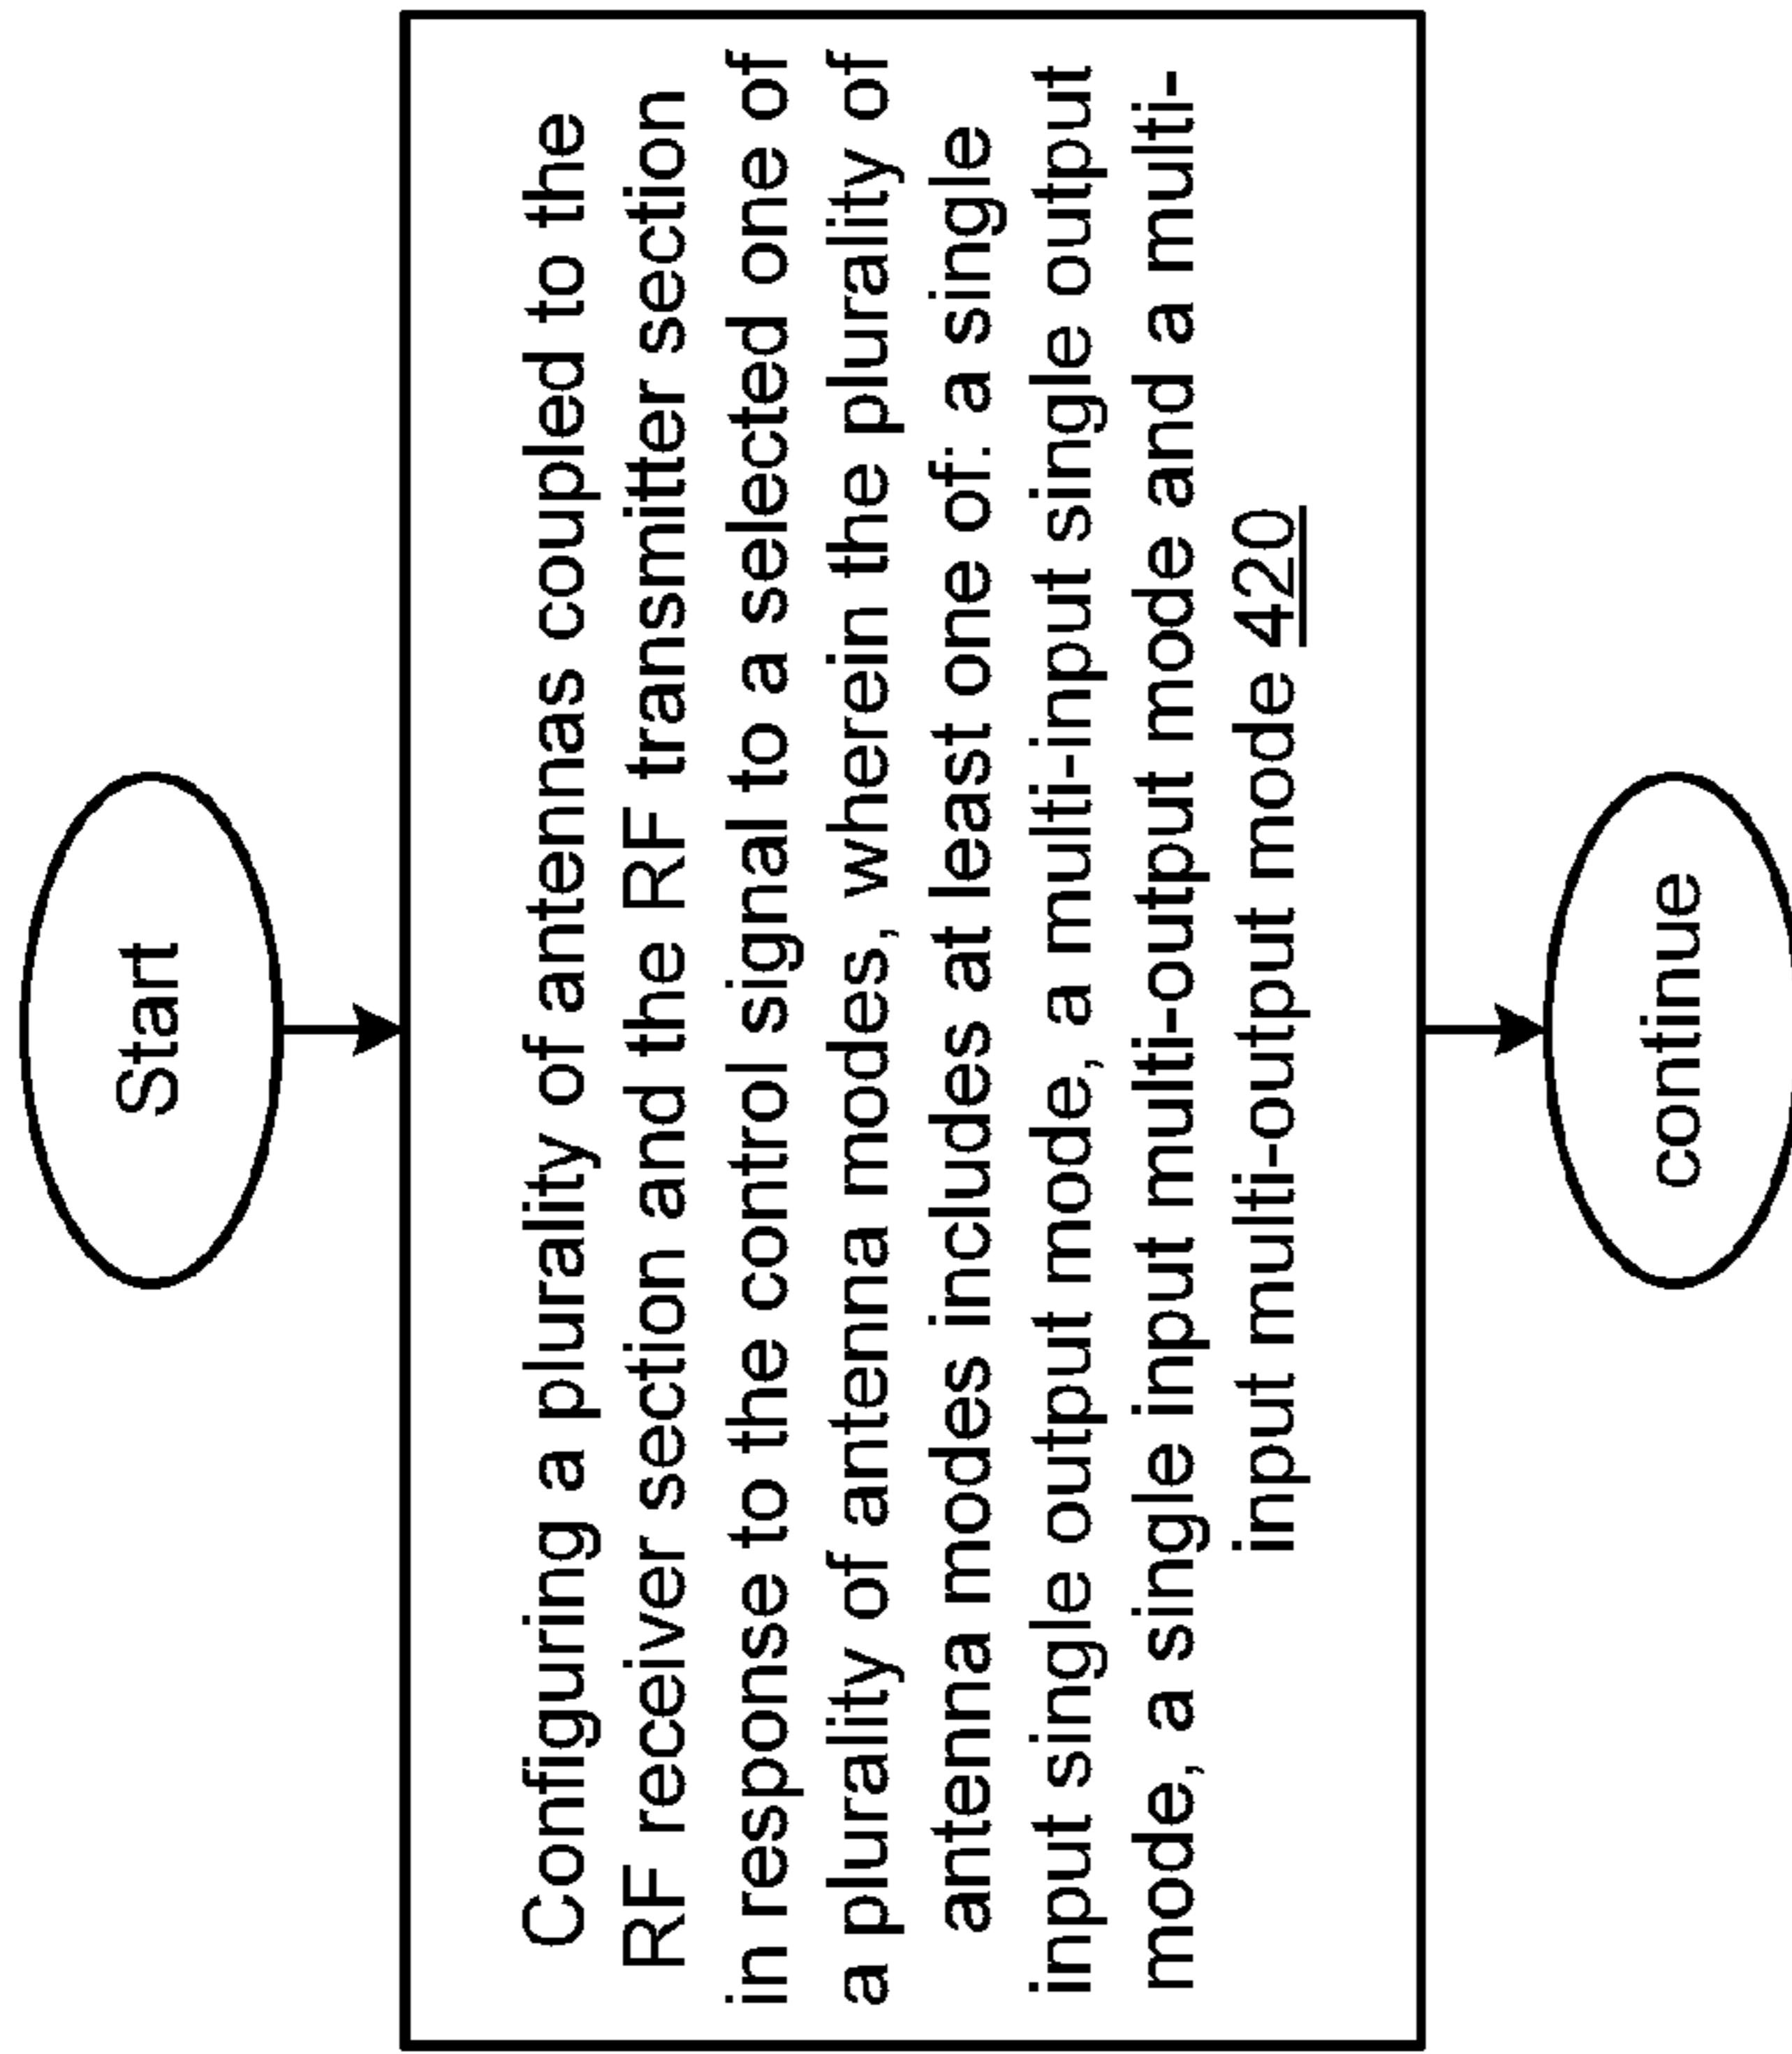 Start
Configuring a plurality of antennas coupled to the
RF receiver section and the RF transmitter section
in response to the control signal to a selected one of
a plurality of antenna modes, wherein the plurality of
antenna modes includes at least one of: a single
input single output mode, a multi-input single output
mode, a single input multi-output mode and a multi-
input multi-output mode 420
continue